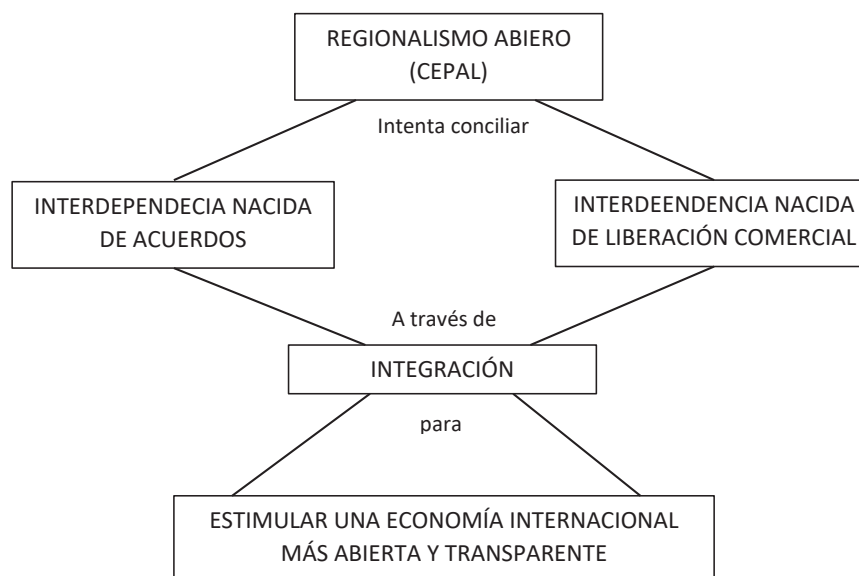 REGIONALISMO ABIERO
(CEPAL)
Intenta conciliar
INTERDEPENDECIA NACIDA
DE ACUERDOS
INTERDEENDENCIA NACIDA
DE LIBERACIÓN COMERCIAL
A través de
INTEGRACIÓN
para
ESTIMULAR UNA ECONOMÍA INTERNACIONAL
MÁS ABIERTA Y TRANSPARENTE